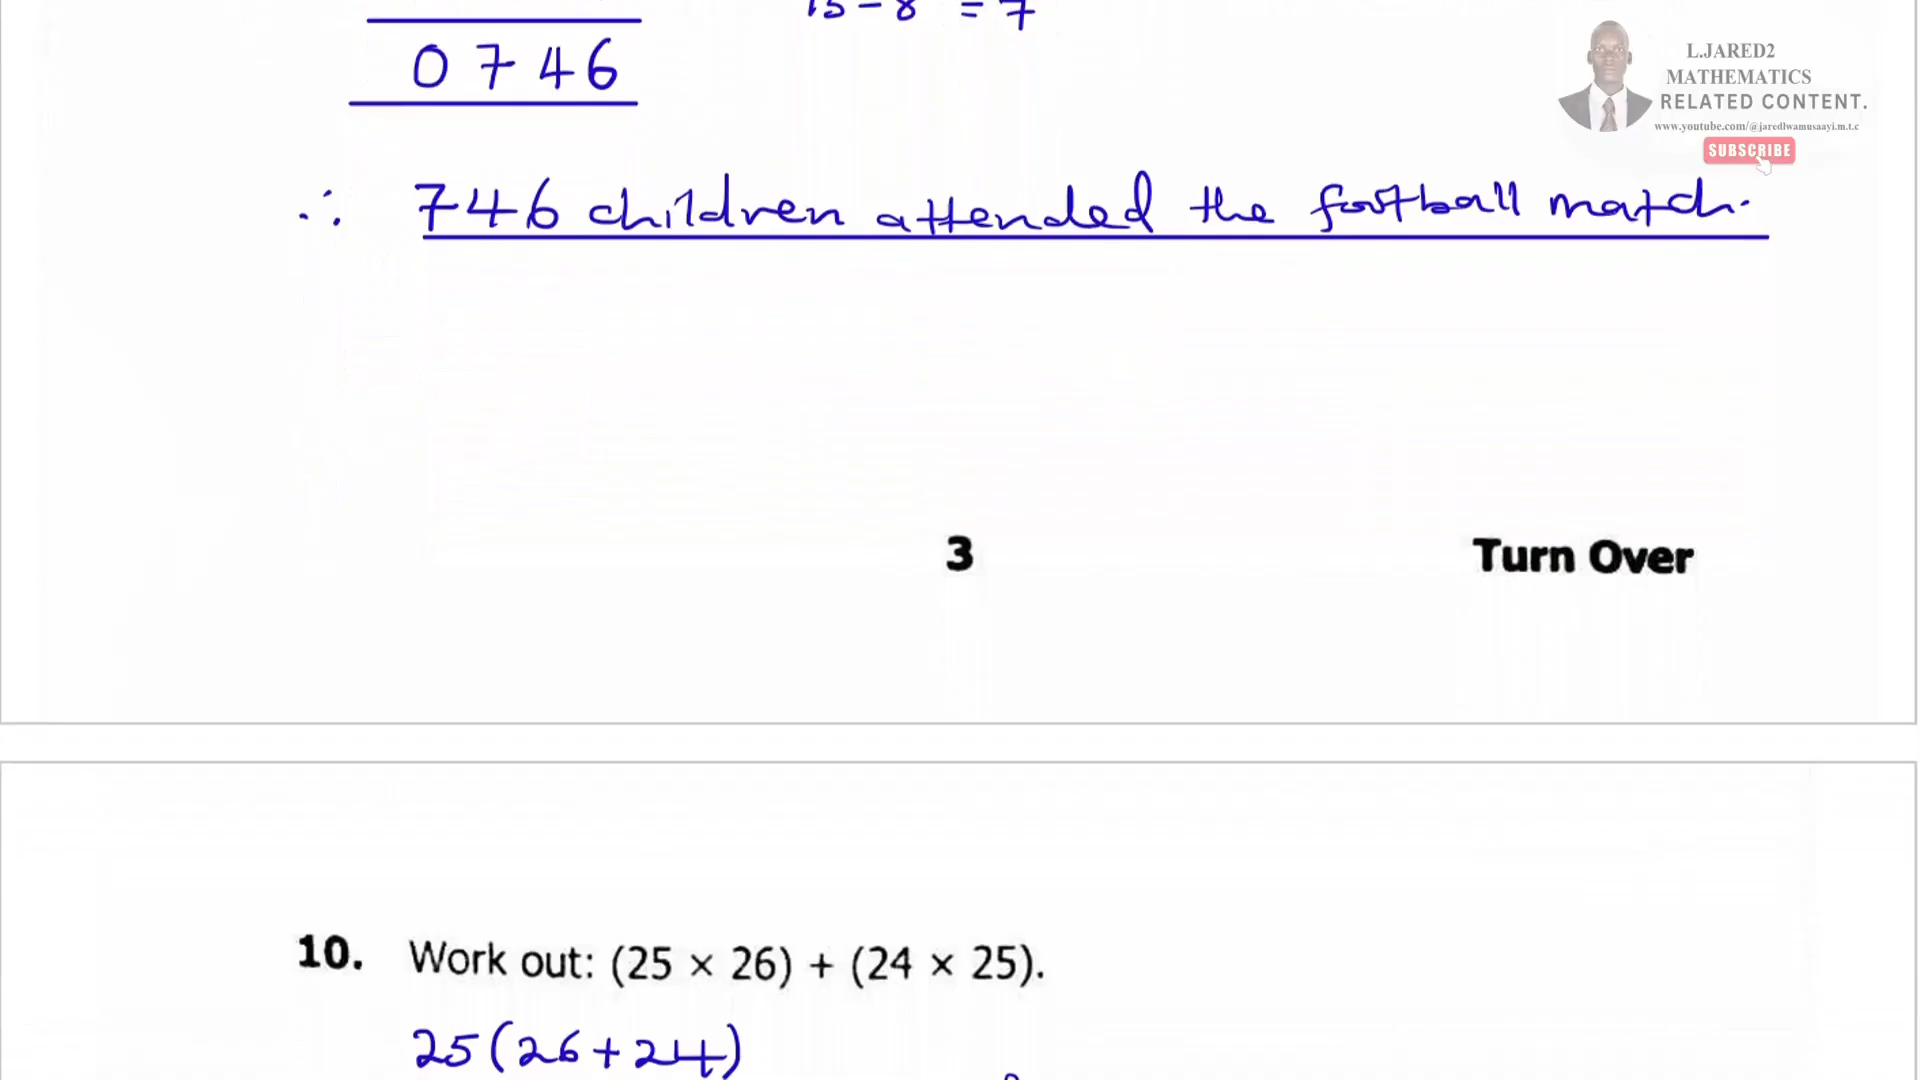 15 - 8 = 7
0 7 4 6
L.JARED2
MATHEMATICS
RELATED CONTENT.
www.youtube.com/@jaredlwamusaayi.m.t.c
SUBSCRIBE
∴ 746 children attended the football match.
3
Turn Over
10. Work out: (25 × 26) + (24 × 25).
25(26+24)